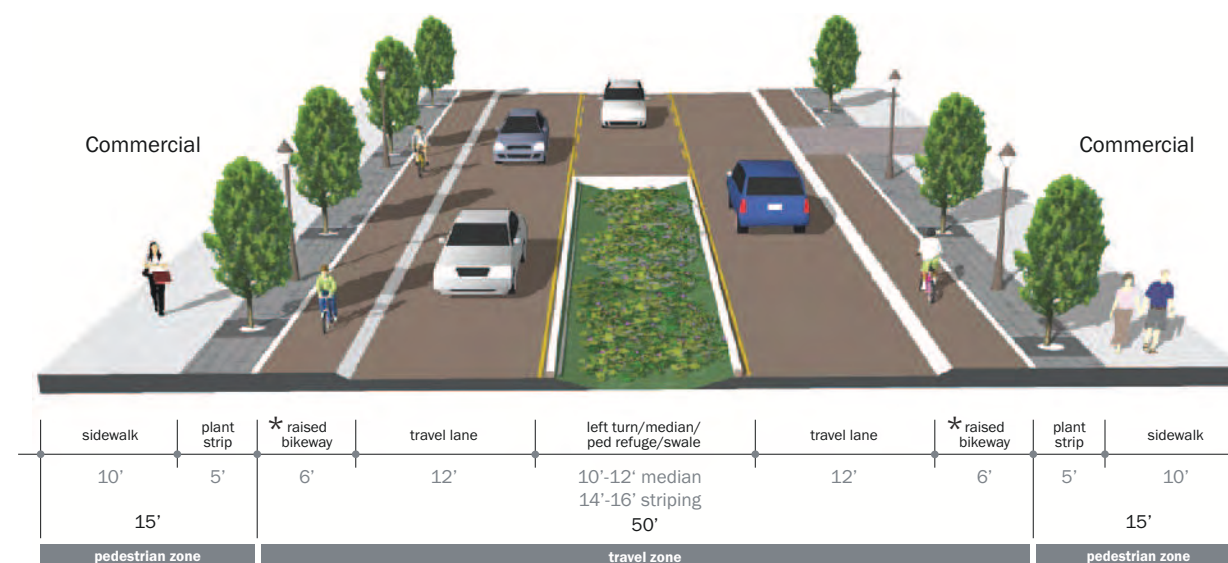 Commercial
Commercial
sidewalk
plant
strip
* raised
bikeway
travel lane
left turn/median/
ped refuge/swale
travel lane
* raised
bikeway
plant
strip
sidewalk
10’
5’
6’
12’
10’-12‘ median
14’-16’ striping
12’
6’
5’
10’
15’
50’
15’
pedestrian zone
travel zone
pedestrian zone